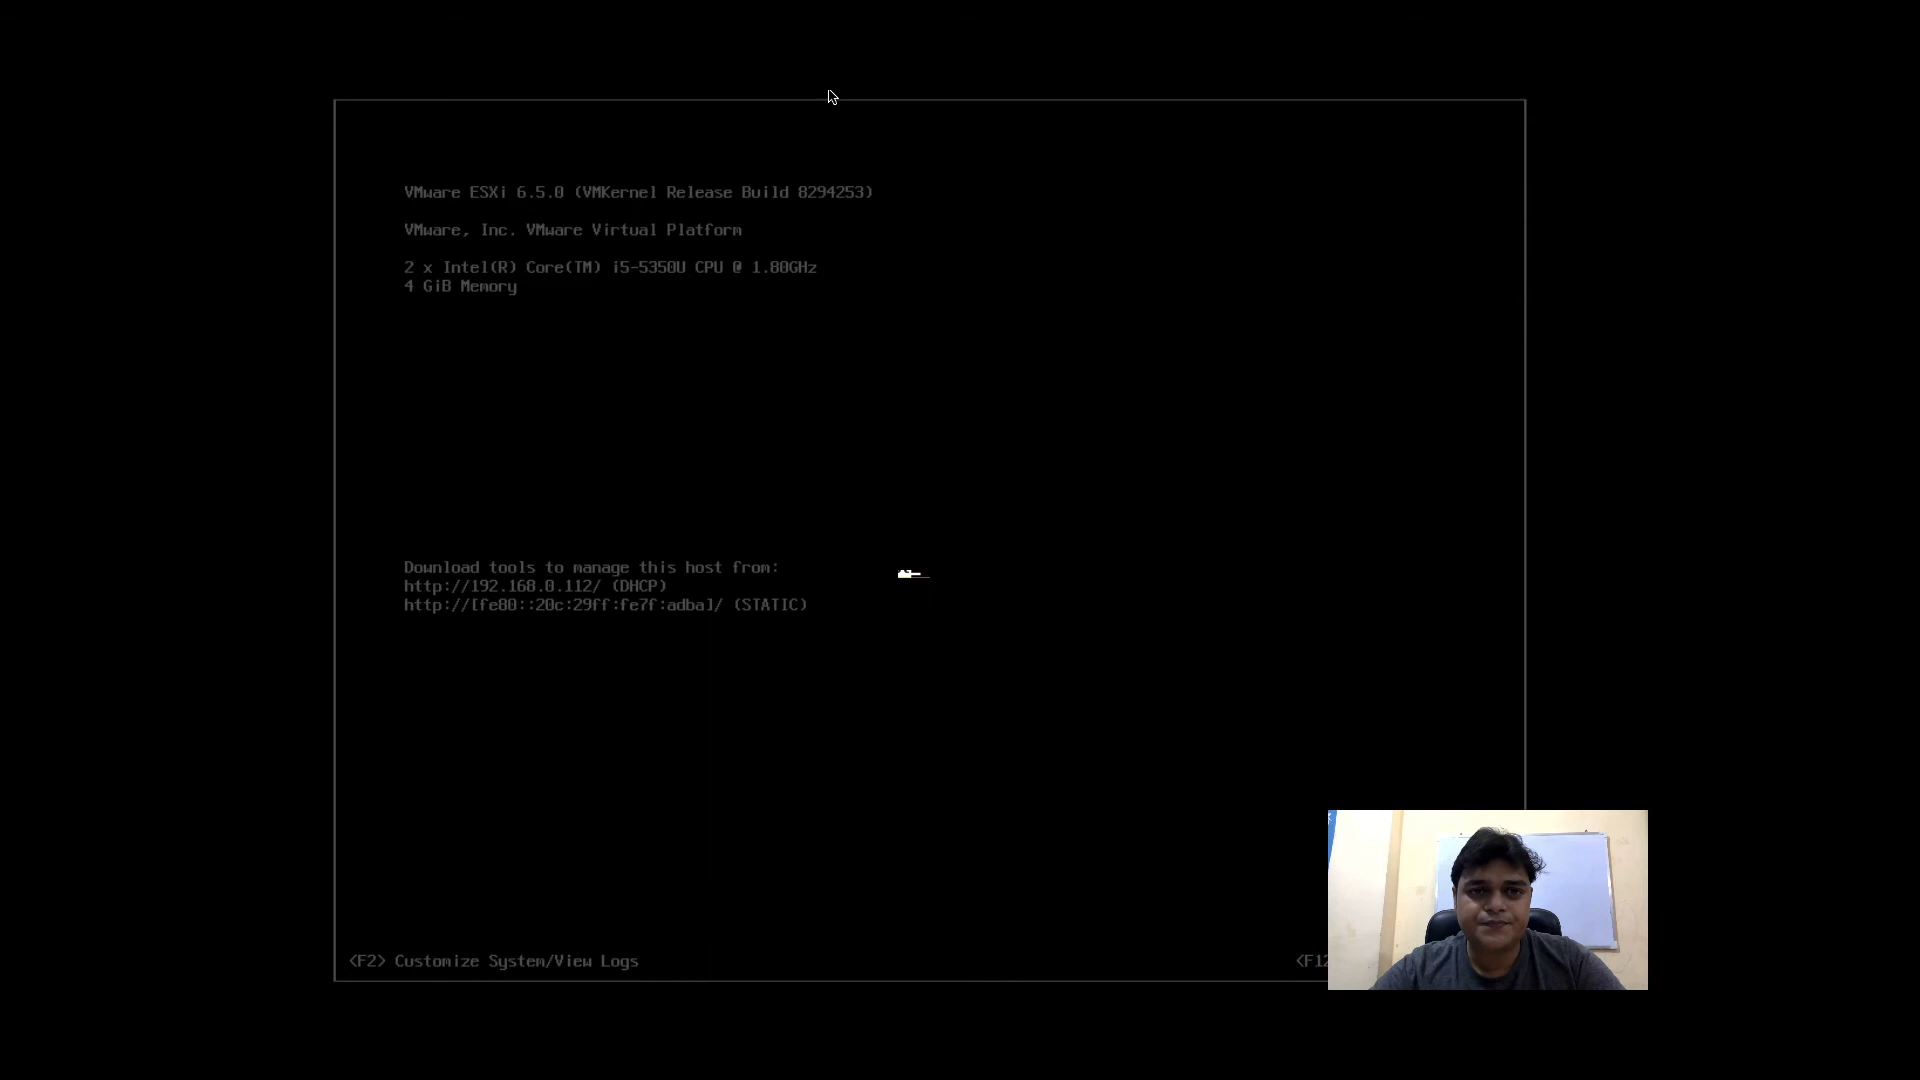 VMware ESXi 6.5.0 (VMKernel Release Build 8294253)
VMware, Inc. VMware Virtual Platform
2 x Intel(R) Core(TM) i5-5350U CPU @ 1.80GHz
4 GiB Memory
Download tools to manage this host from:
http://192.168.0.112/ (DHCP)
http://[fe80::20c:29ff:fe7f:adba]/ (STATIC)
<F2> Customize System/View Logs
<F12